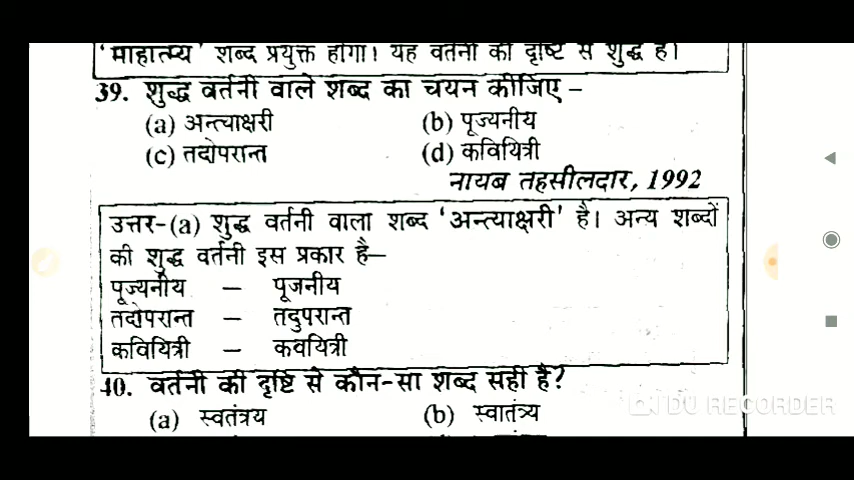 'माहात्म्य' शब्द प्रयुक्त होगा। यह वर्तनी की दृष्टि से शुद्ध है।
39. शुद्ध वर्तनी वाले शब्द का चयन कीजिए –
(a) अन्त्याक्षरी (b) पूज्यनीय
(c) तदोपरान्त (d) कवियित्री
नायब तहसीलदार, 1992
उत्तर–(a) शुद्ध वर्तनी वाला शब्द 'अन्त्याक्षरी' है। अन्य शब्दों
की शुद्ध वर्तनी इस प्रकार है–
पूज्यनीय – पूजनीय
तदोपरान्त – तदुपरान्त
कवियित्री – कवयित्री
40. वर्तनी की दृष्टि से कौन-सा शब्द सही है?
(a) स्वतंत्रय (b) स्वातंत्र्य
DU RECORDER